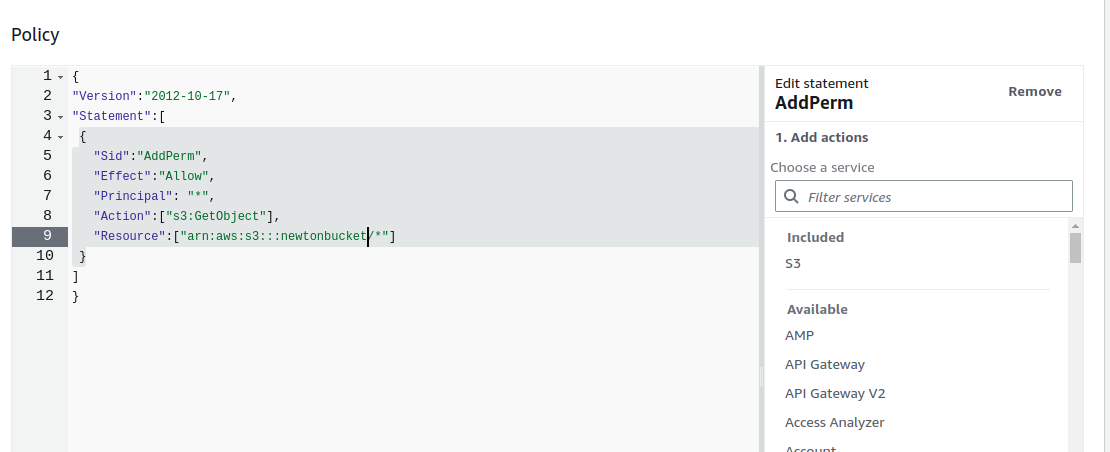 Policy
1 {
2 "Version":"2012-10-17",
3 "Statement":[
4 {
5 "Sid":"AddPerm",
6 "Effect":"Allow",
7 "Principal": "*",
8 "Action":["s3:GetObject"],
9 "Resource":["arn:aws:s3:::newtonbucket/*"]
10 }
11 ]
12 }
Edit statement
AddPerm
Remove
1. Add actions
Choose a service
Filter services
Included
S3
Available
AMP
API Gateway
API Gateway V2
Access Analyzer
Account